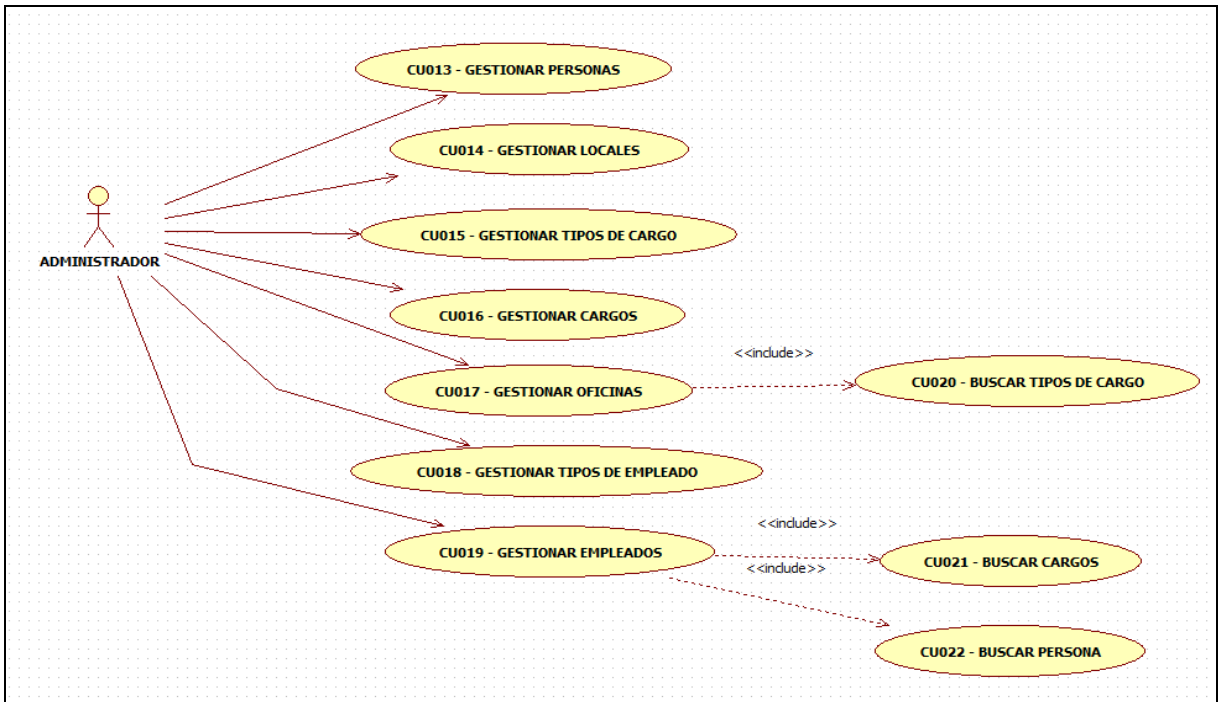 CU013 - GESTIONAR PERSONAS
CU014 - GESTIONAR LOCALES
CU015 - GESTIONAR TIPOS DE CARGO
ADMINISTRADOR
CU016 - GESTIONAR CARGOS
<<include>>
CU017 - GESTIONAR OFICINAS
CU020 - BUSCAR TIPOS DE CARGO
CU018 - GESTIONAR TIPOS DE EMPLEADO
<<include>>
CU019 - GESTIONAR EMPLEADOS
CU021 - BUSCAR CARGOS
<<include>>
CU022 - BUSCAR PERSONA